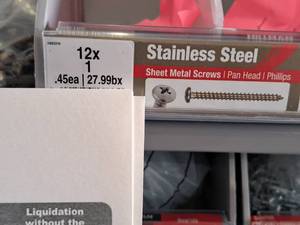 12x
1
.45ea | 27.99bx
Stainless Steel
Sheet Metal Screws | Pan Head | Phillips
Liquidation
without the